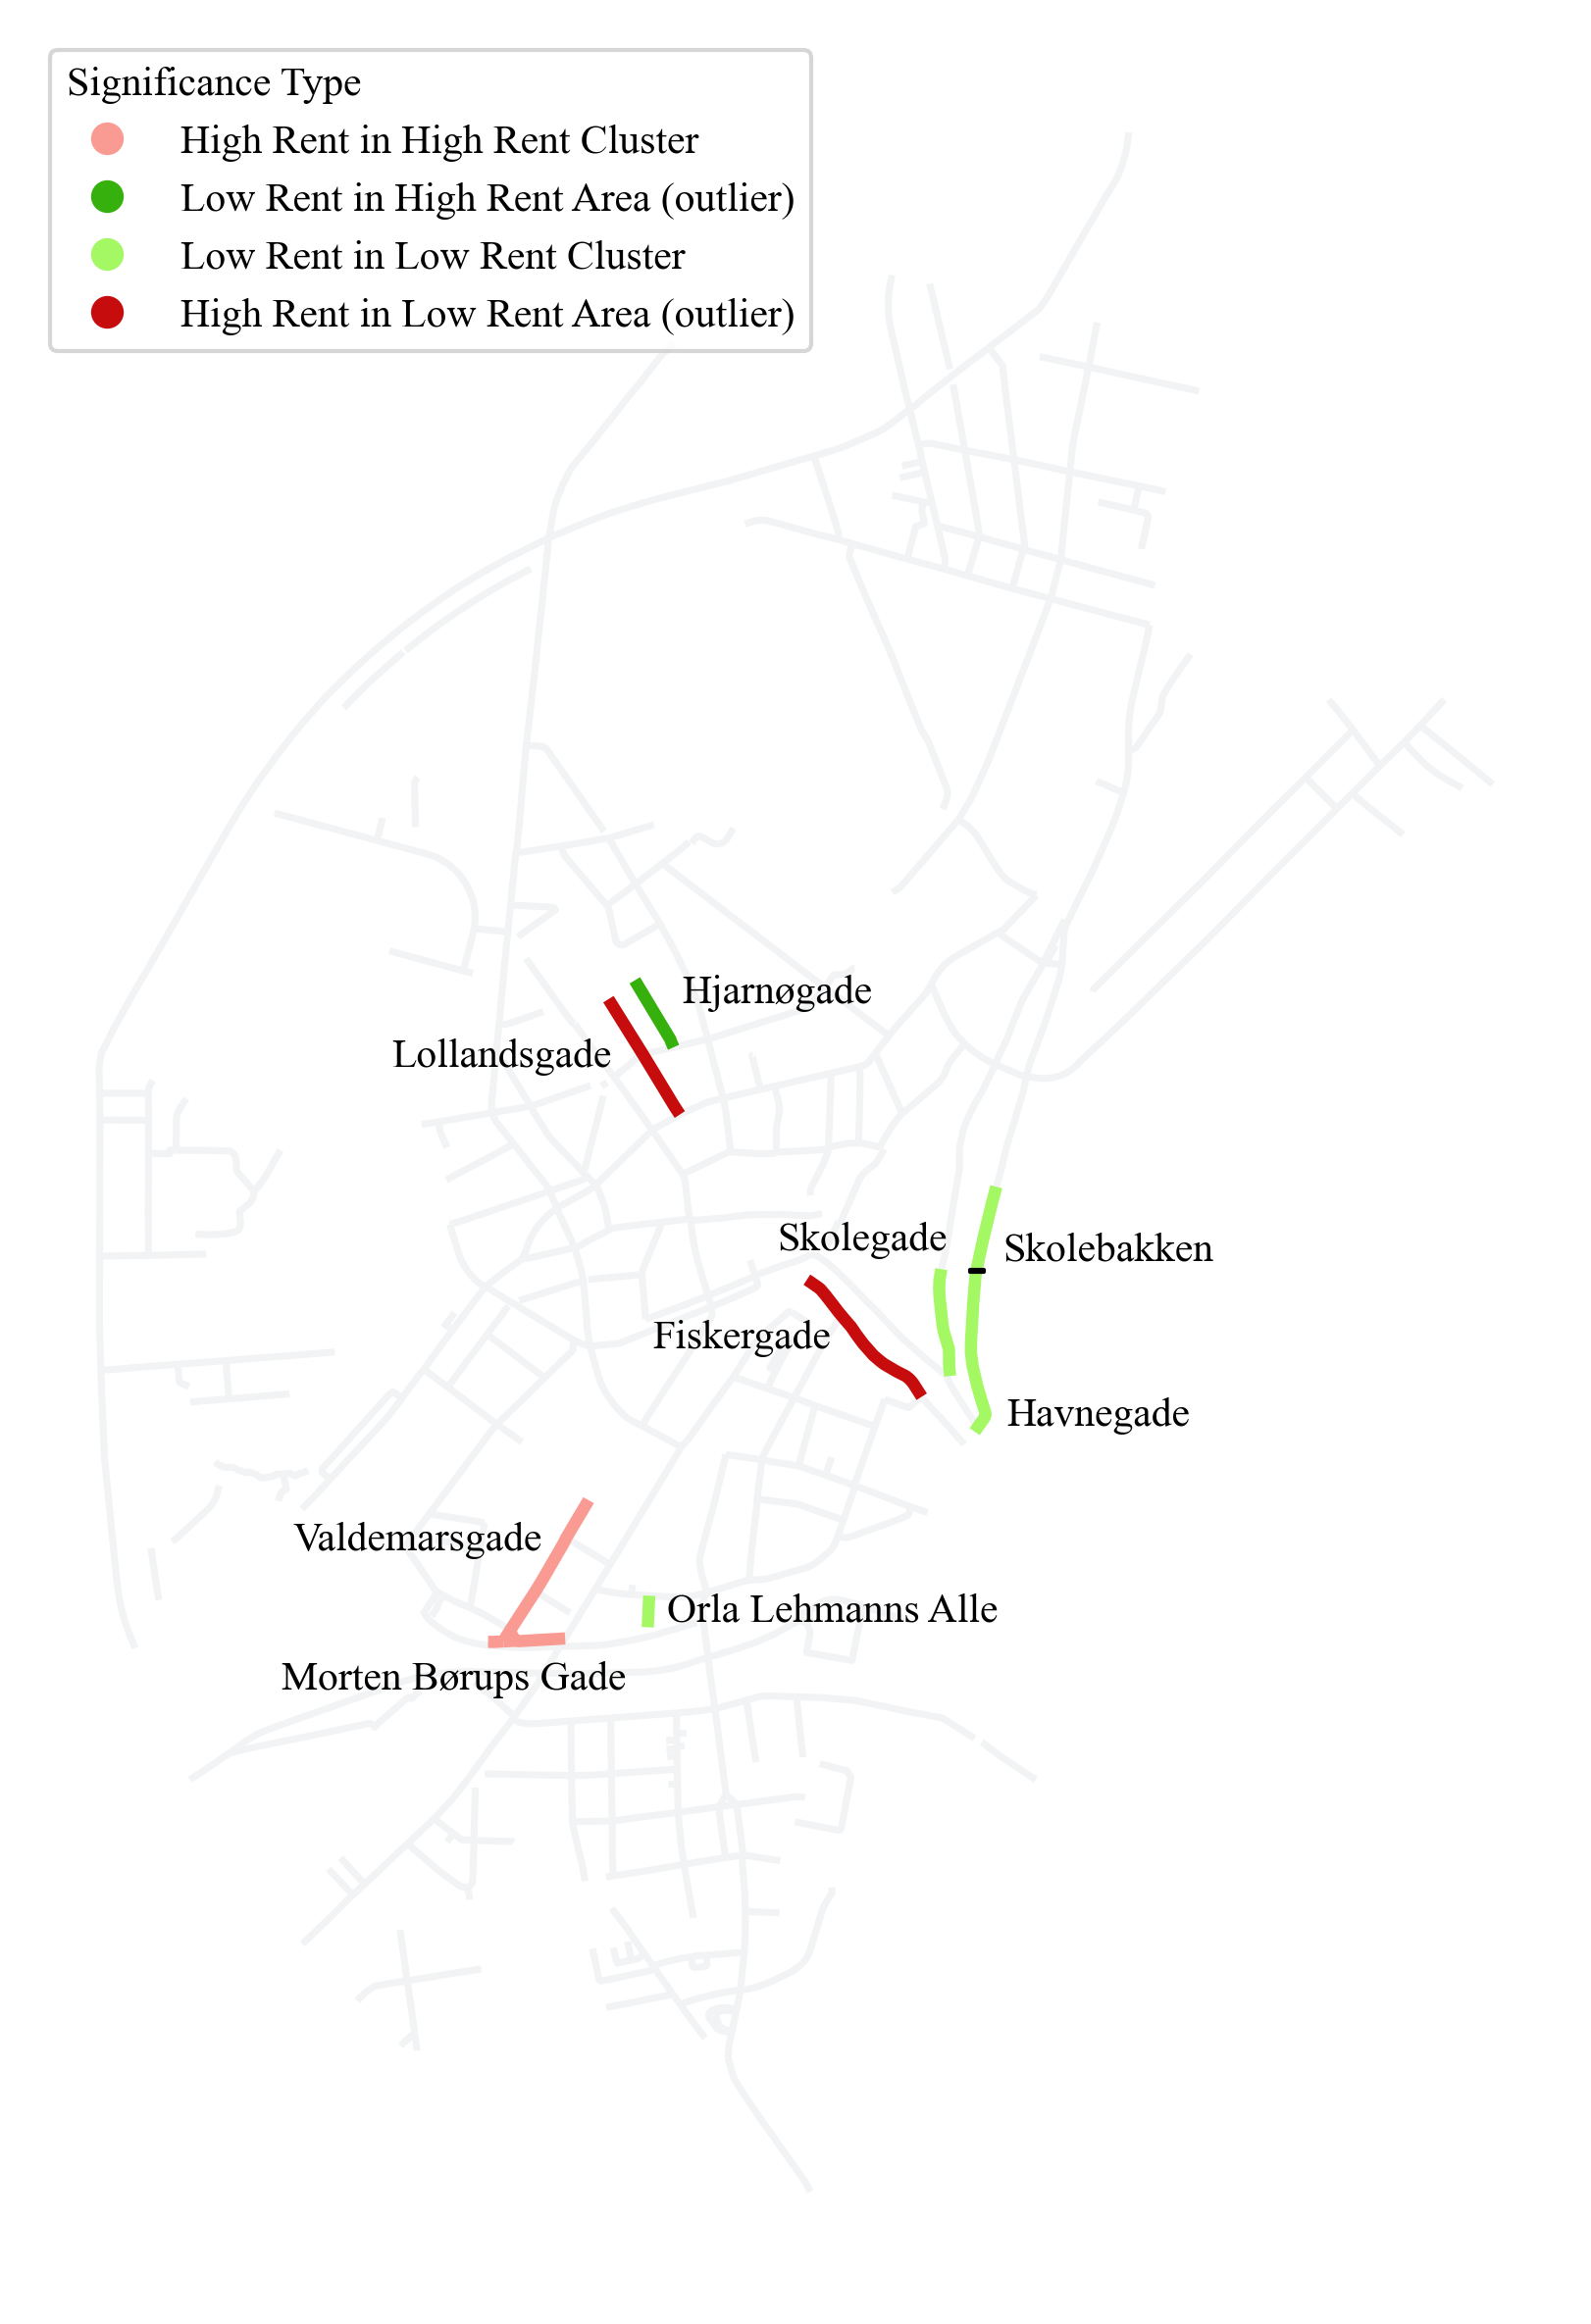 Significance Type
High Rent in High Rent Cluster
Low Rent in High Rent Area (outlier)
Low Rent in Low Rent Cluster
High Rent in Low Rent Area (outlier)
Hjarnøgade
Lollandsgade
Skolegade
Skolebakken
Fiskergade
Havnegade
Valdemarsgade
Orla Lehmanns Alle
Morten Børups Gade